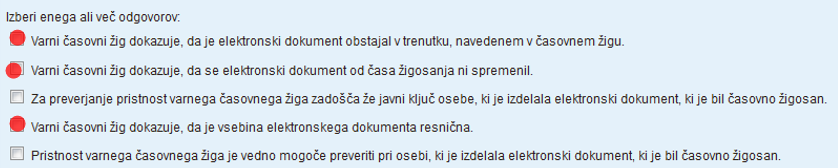 Izberi enega ali več odgovorov:
Varni časovni žig dokazuje, da je elektronski dokument obstajal v trenutku, navedenem v časovnem žigu.
Varni časovni žig dokazuje, da se elektronski dokument od časa žigosanja ni spremenil.
Za preverjanje pristnost varnega časovnega žiga zadošča že javni ključ osebe, ki je izdelala elektronski dokument, ki je bil časovno žigosan.
Varni časovni žig dokazuje, da je vsebina elektronskega dokumenta resnična.
Pristnost varnega časovnega žiga je vedno mogoče preveriti pri osebi, ki je izdelala elektronski dokument, ki je bil časovno žigosan.